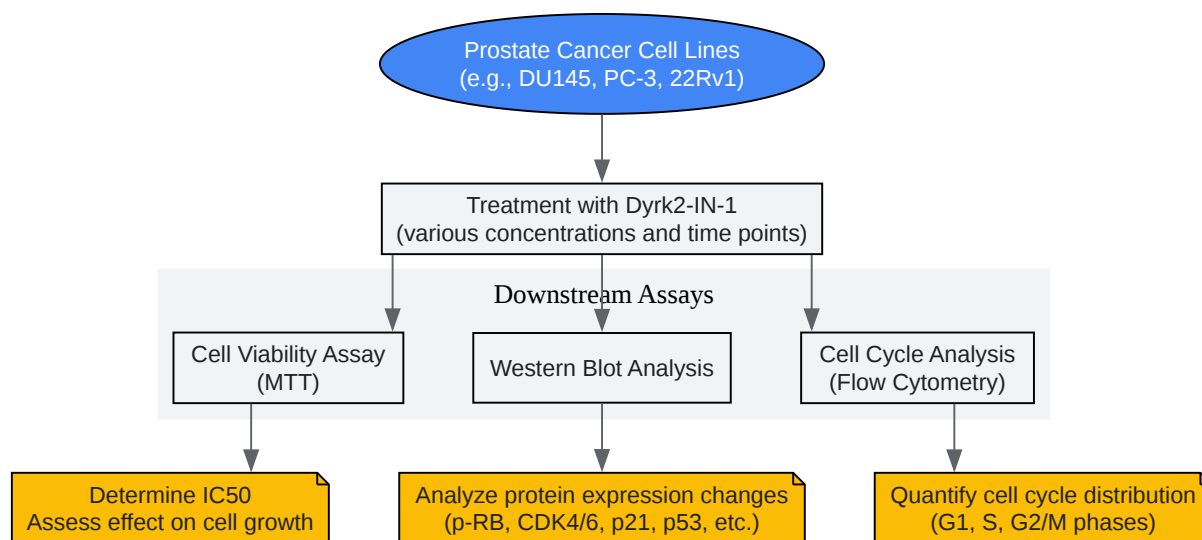 Prostate Cancer Cell Lines
(e.g., DU145, PC-3, 22Rv1)
Treatment with Dyrk2-IN-1
(various concentrations and time points)
Downstream Assays
Cell Viability Assay
(MTT)
Western Blot Analysis
Cell Cycle Analysis
(Flow Cytometry)
Determine IC50
Assess effect on cell growth
Analyze protein expression changes
(p-RB, CDK4/6, p21, p53, etc.)
Quantify cell cycle distribution
(G1, S, G2/M phases)